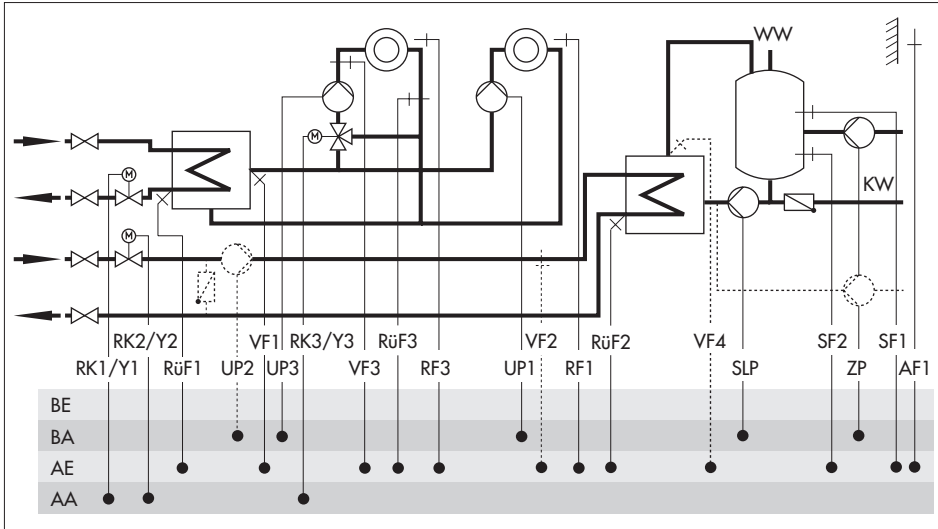 WW
M
M
KW
M
RK2/Y2 VF1 RK3/Y3 RüF3 VF2 RüF2 VF4 SF2 SF1
RK1/Y1 RüF1 UP2 UP3 VF3 RF3 UP1 RF1 SLP ZP AF1
BE
BA
AE
AA